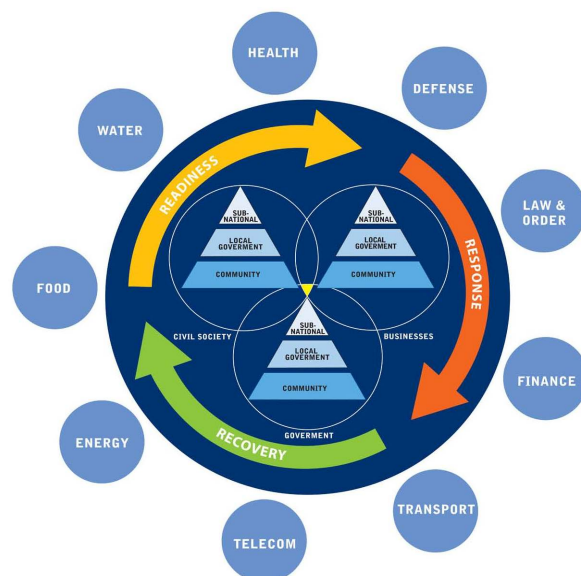 HEALTH
DEFENSE
WATER
LAW &
ORDER
FOOD
FINANCE
ENERGY
TRANSPORT
TELECOM
READINESS
RESPONSE
RECOVERY
SUB-
NATIONAL
LOCAL
GOVERMENT
COMMUNITY
CIVIL SOCIETY
SUB-
NATIONAL
LOCAL
GOVERMENT
COMMUNITY
BUSINESSES
SUB-
NATIONAL
LOCAL
GOVERNMENT
COMMUNITY
GOVERMENT